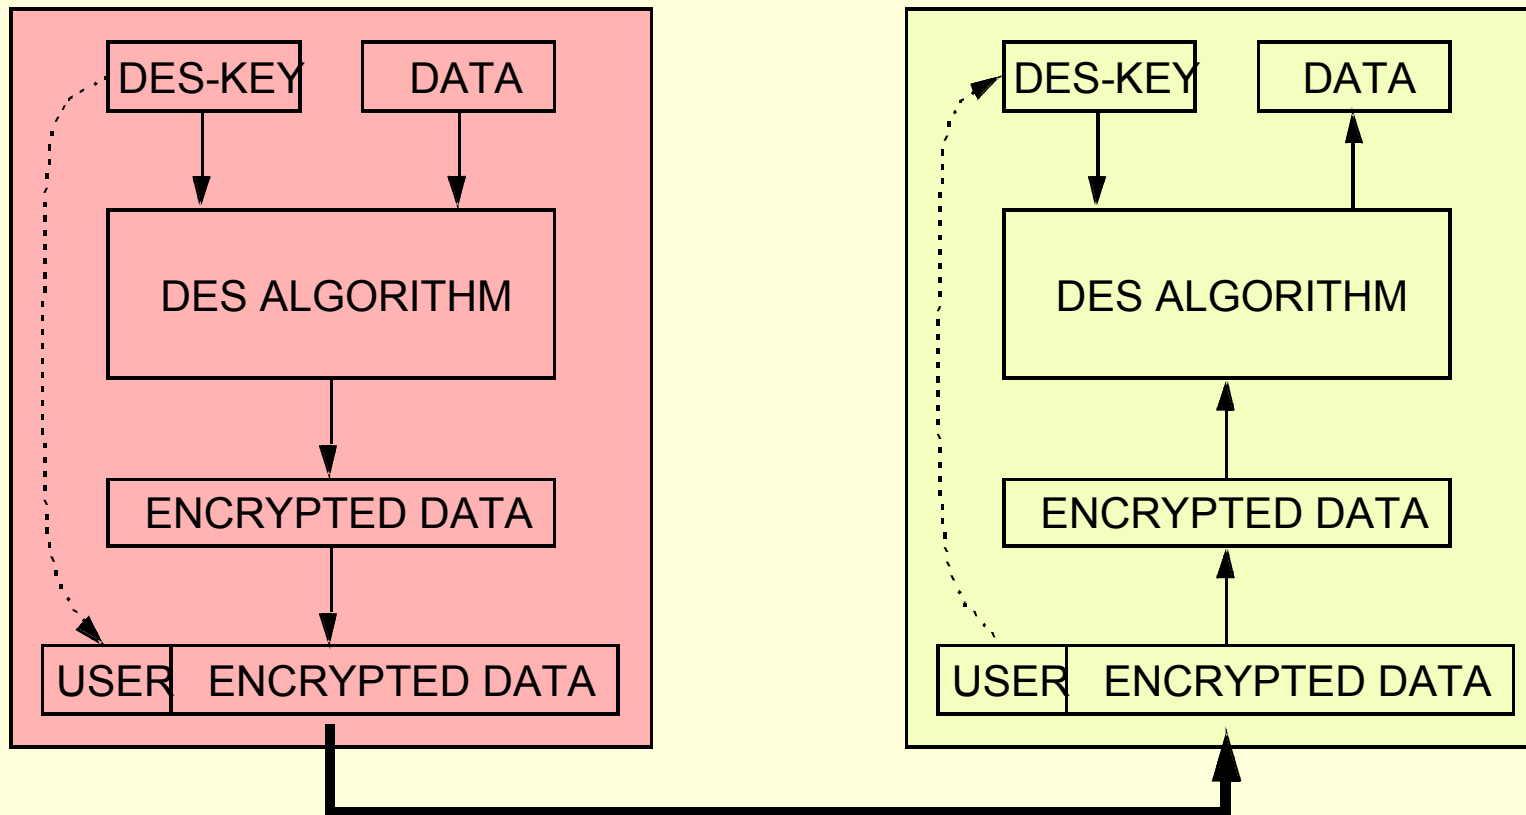 DES-KEY
DATA
DES ALGORITHM
ENCRYPTED DATA
USER ENCRYPTED DATA
DES-KEY
DATA
DES ALGORITHM
ENCRYPTED DATA
USER ENCRYPTED DATA